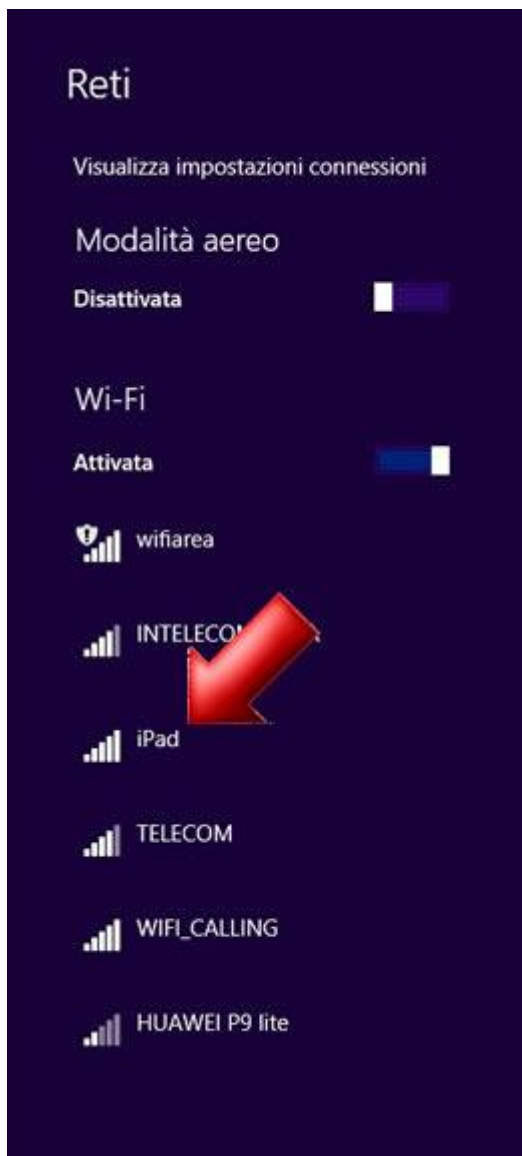 Reti
Visualizza impostazioni connessioni
Modalità aereo
Disattivata
Wi-Fi
Attivata
wifiarea
iPad
TELECOM
WIFI_CALLING
HUAWEI P9 lite